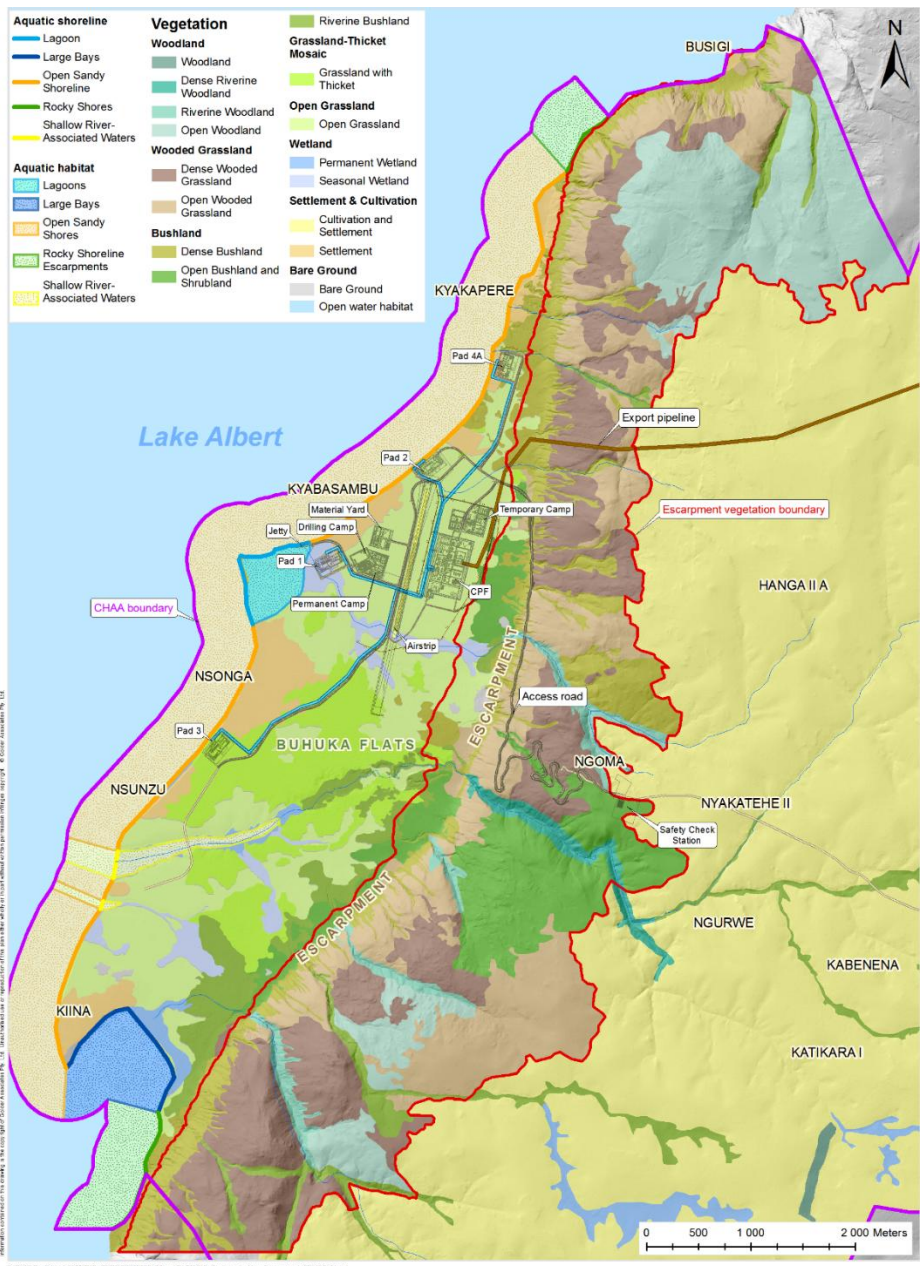 Aquatic shoreline
Lagoon
Large Bays
Open Sandy
Shoreline
Rocky Shores
Shallow River-
Associated Waters
Aquatic habitat
Lagoons
Large Bays
Open Sandy
Shores
Rocky Shoreline
Escarpments
Shallow River-
Associated Waters
Vegetation
Woodland
Woodland
Dense Riverine
Woodland
Riverine Woodland
Open Woodland
Wooded Grassland
Dense Wooded
Grassland
Open Wooded
Grassland
Bushland
Dense Bushland
Open Bushland and
Shrubland
Riverine Bushland
Grassland-Thicket
Mosaic
Grassland with
Thicket
Open Grassland
Open Grassland
Wetland
Permanent Wetland
Seasonal Wetland
Settlement & Cultivation
Cultivation and
Settlement
Settlement
Bare Ground
Bare Ground
Open water habitat
N
BUSIGI
KYAKAPERE
Pad 4A
Export pipeline
Lake Albert
Pad 2
KYABASAMBU
Material Yard
Temporary Camp
Escarpment vegetation boundary
Drilling Camp
Jetty
Pad 1
HANGA II A
CPF
CHAA boundary
Permanent Camp
Airstrip
ESCARPMENT
NSONGA
Access road
Pad 3
BUHUKA FLATS
NGOMA
NSUNZU
NYAKATEHE II
Safety Check
Station
ESCARPMENT
NGURWE
KABENENA
KIINA
KATIKARA I
0 500 1 000 2 000 Meters